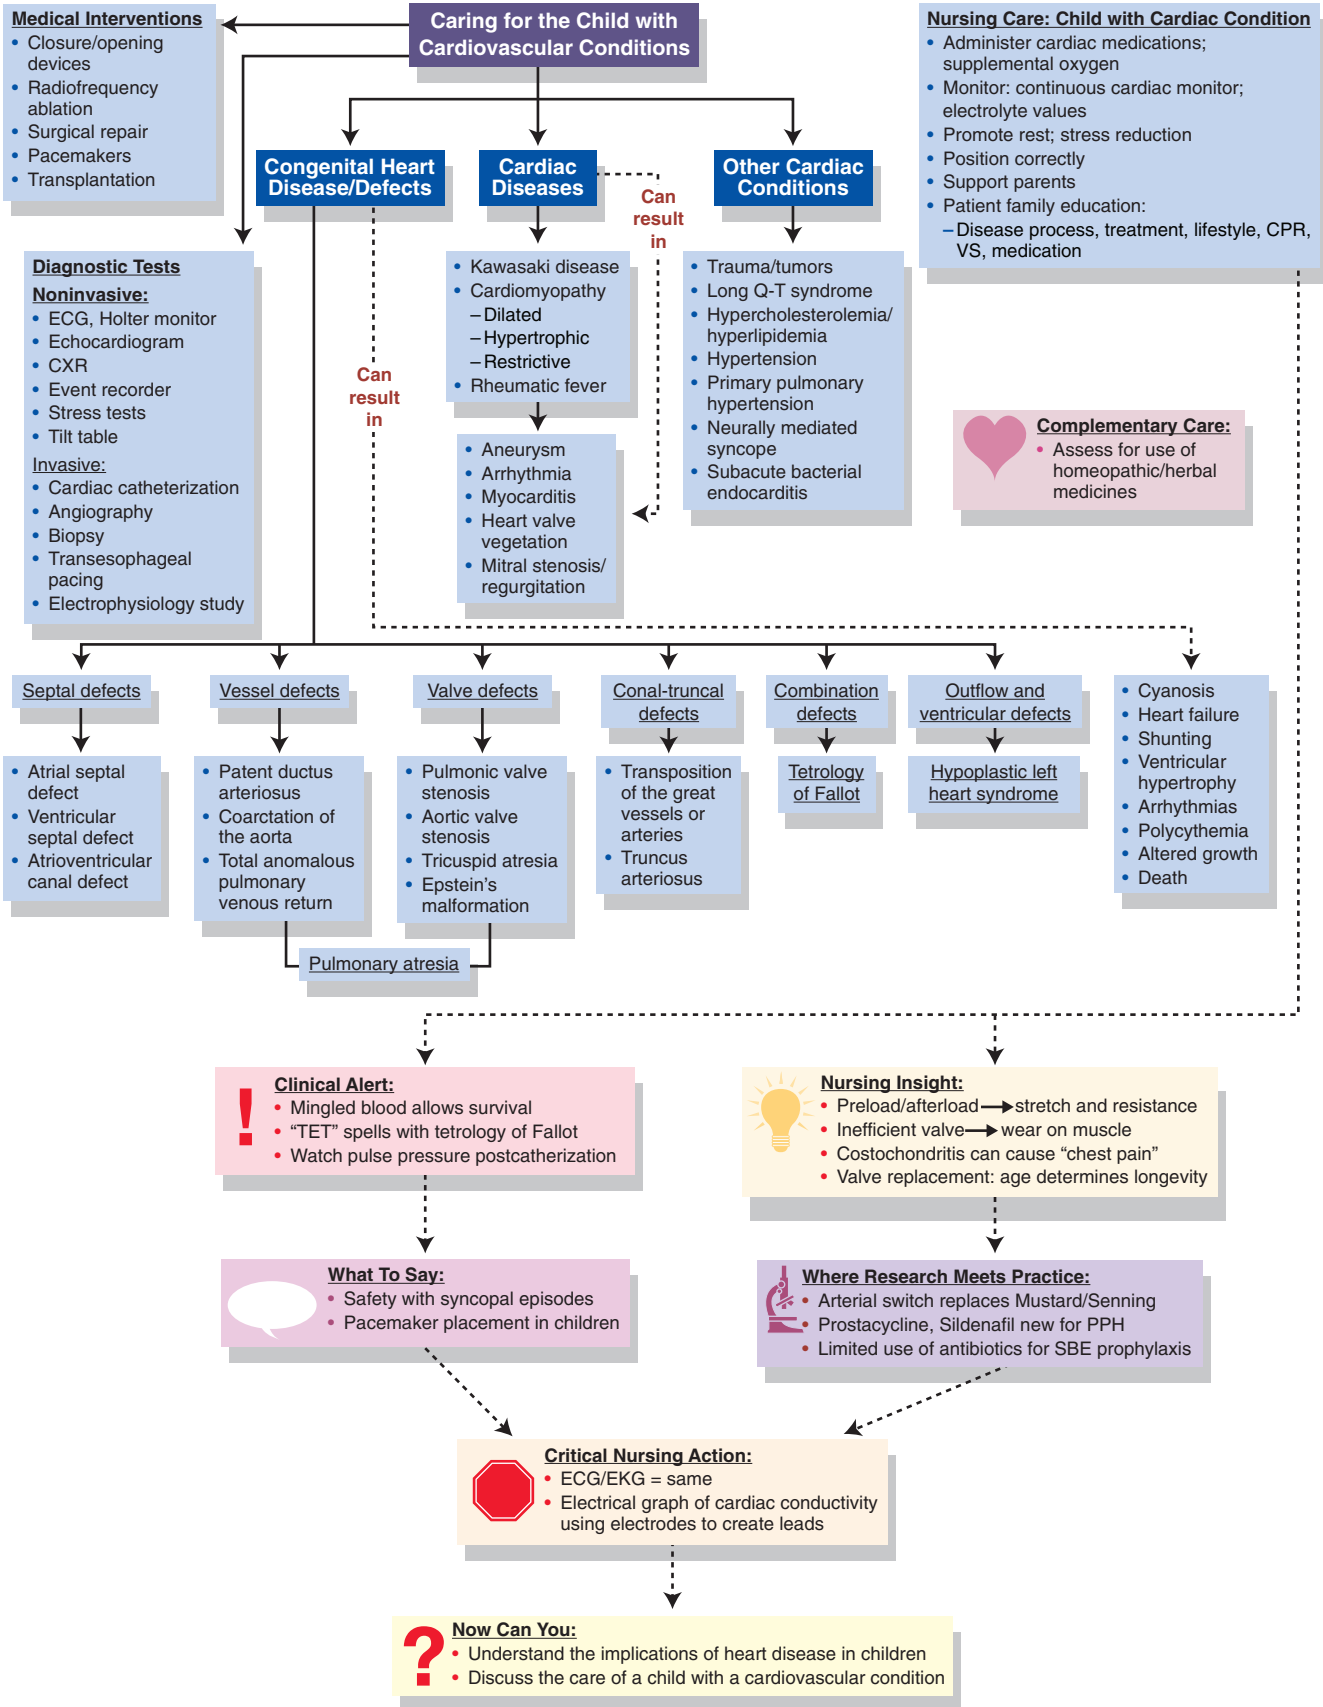 Medical Interventions
• Closure/opening
devices
• Radiofrequency
ablation
• Surgical repair
• Pacemakers
• Transplantation
Caring for the Child with
Cardiovascular Conditions
Nursing Care: Child with Cardiac Condition
• Administer cardiac medications;
supplemental oxygen
• Monitor: continuous cardiac monitor;
electrolyte values
• Promote rest; stress reduction
• Position correctly
• Support parents
• Patient family education:
– Disease process, treatment, lifestyle, CPR,
VS, medication
Congenital Heart
Disease/Defects
Cardiac
Diseases
Other Cardiac
Conditions
Can
result
in
Diagnostic Tests
Noninvasive:
• ECG, Holter monitor
• Echocardiogram
• CXR
• Event recorder
• Stress tests
• Tilt table
Invasive:
• Cardiac catheterization
• Angiography
• Biopsy
• Transesophageal
pacing
• Electrophysiology study
Can
result
in
• Kawasaki disease
• Cardiomyopathy
– Dilated
– Hypertrophic
– Restrictive
• Rheumatic fever
• Aneurysm
• Arrhythmia
• Myocarditis
• Heart valve
vegetation
• Mitral stenosis/
regurgitation
• Trauma/tumors
• Long Q-T syndrome
• Hypercholesterolemia/
hyperlipidemia
• Hypertension
• Primary pulmonary
hypertension
• Neurally mediated
syncope
• Subacute bacterial
endocarditis
Complementary Care:
• Assess for use of
homeopathic/herbal
medicines
Septal defects
• Atrial septal
defect
• Ventricular
septal defect
• Atrioventricular
canal defect
Vessel defects
• Patent ductus
arteriosus
• Coarctation of
the aorta
• Total anomalous
pulmonary
venous return
Valve defects
• Pulmonic valve
stenosis
• Aortic valve
stenosis
• Tricuspid atresia
• Epstein's
malformation
Pulmonary atresia
Conal-truncal
defects
• Transposition
of the great
vessels or
arteries
• Truncus
arteriosus
Combination
defects
Tetrology
of Fallot
Outflow and
ventricular defects
Hypoplastic left
heart syndrome
• Cyanosis
• Heart failure
• Shunting
• Ventricular
hypertrophy
• Arrhythmias
• Polycythemia
• Altered growth
• Death
! Clinical Alert:
• Mingled blood allows survival
• “TET” spells with tetrology of Fallot
• Watch pulse pressure postcatherization
Nursing Insight:
• Preload/afterload → stretch and resistance
• Inefficient valve → wear on muscle
• Costochondritis can cause “chest pain”
• Valve replacement: age determines longevity
What To Say:
• Safety with syncopal episodes
• Pacemaker placement in children
Where Research Meets Practice:
• Arterial switch replaces Mustard/Senning
• Prostacycline, Sildenafil new for PPH
• Limited use of antibiotics for SBE prophylaxis
Critical Nursing Action:
• ECG/EKG = same
• Electrical graph of cardiac conductivity
using electrodes to create leads
? Now Can You:
• Understand the implications of heart disease in children
• Discuss the care of a child with a cardiovascular condition